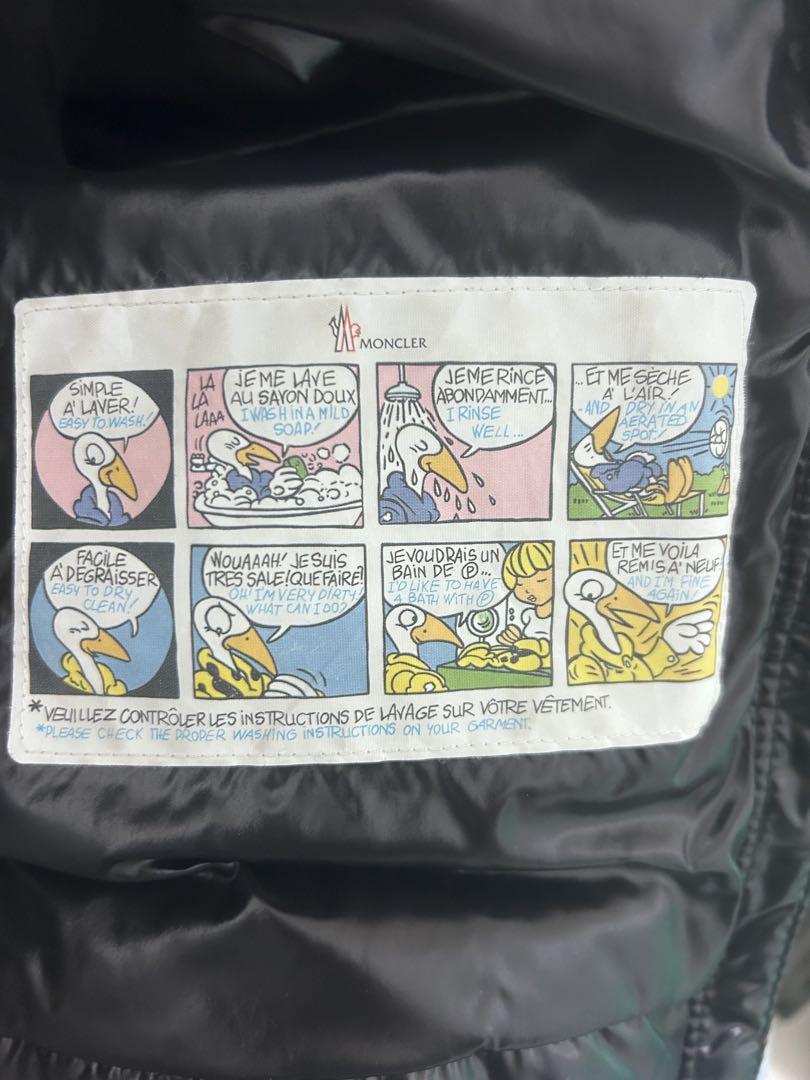 MONCLER
SIMPLE
A' LAVER!
EASY TO WASH!
LA
LA
LAAA
JE ME LAVE
AU SAYON DOUX
I WASH IN A MILD
SOAP!
JE ME RINCE
ABONDAMMENT...
I RINSE
WELL...
...ET ME SÈCHE
A' L'AIR!
-AND I DRY IN AN
AERATED
SPOT!
FACILE
A' DEGRAISSER
EASY TO DRY
CLEAN!
WOUAAAH! JE SUIS
TRES SALE! QUE FAIRE?
OH! I'M VERY DIRTY!
WHAT CAN I DO?
JE VOUDRAIS UN
BAIN DE Ⓟ...
I'D LIKE TO HAVE
A BATH WITH Ⓟ
ET ME VOILA
REMIS A' NEUF
AND I'M FINE
AGAIN!
*VEUILLEZ CONTRÔLER LES INSTRUCTIONS DE LAVAGE SUR VÔTRE VÊTEMENT.
*PLEASE CHECK THE PROPER WASHING INSTRUCTIONS ON YOUR GARMENT.